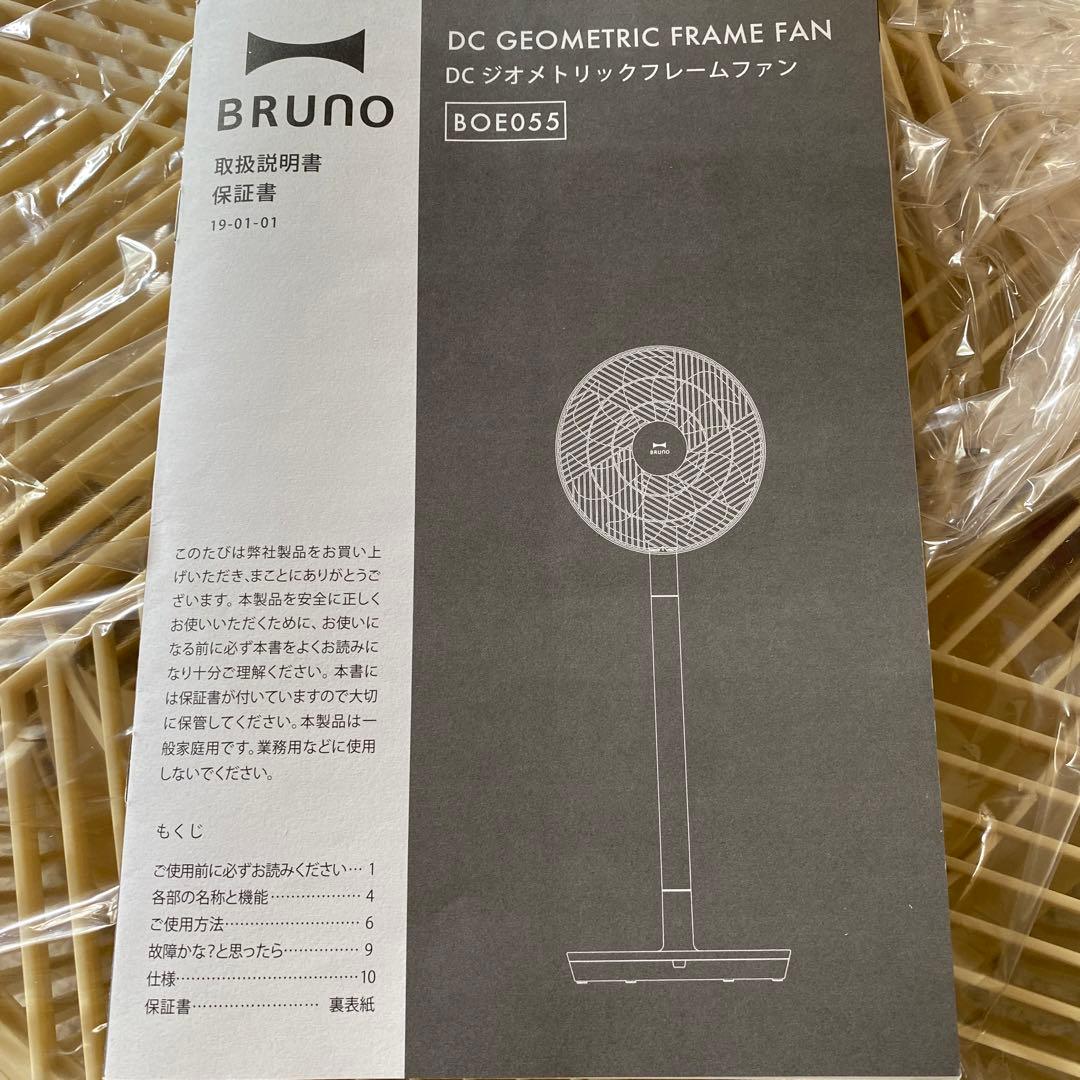 BRUNO
取扱説明書
保証書
19-01-01
このたびは弊社製品をお買い上
げいただき、まことにありがとうご
ざいます。本製品を安全に正しく
お使いいただくために、お使いに
なる前に必ず本書をよくお読みに
なり十分ご理解ください。本書に
は保証書が付いていますので大切
に保管してください。本製品は一
般家庭用です。業務用などに使用
しないでください。
もくじ
ご使用前に必ずお読みください… 1
各部の名称と機能……………… 4
ご使用方法……………………… 6
故障かな?と思ったら…………… 9
仕様……………………………10
保証書…………………… 裏表紙
DC GEOMETRIC FRAME FAN
DC ジオメトリックフレームファン
BOE055
BRUNO